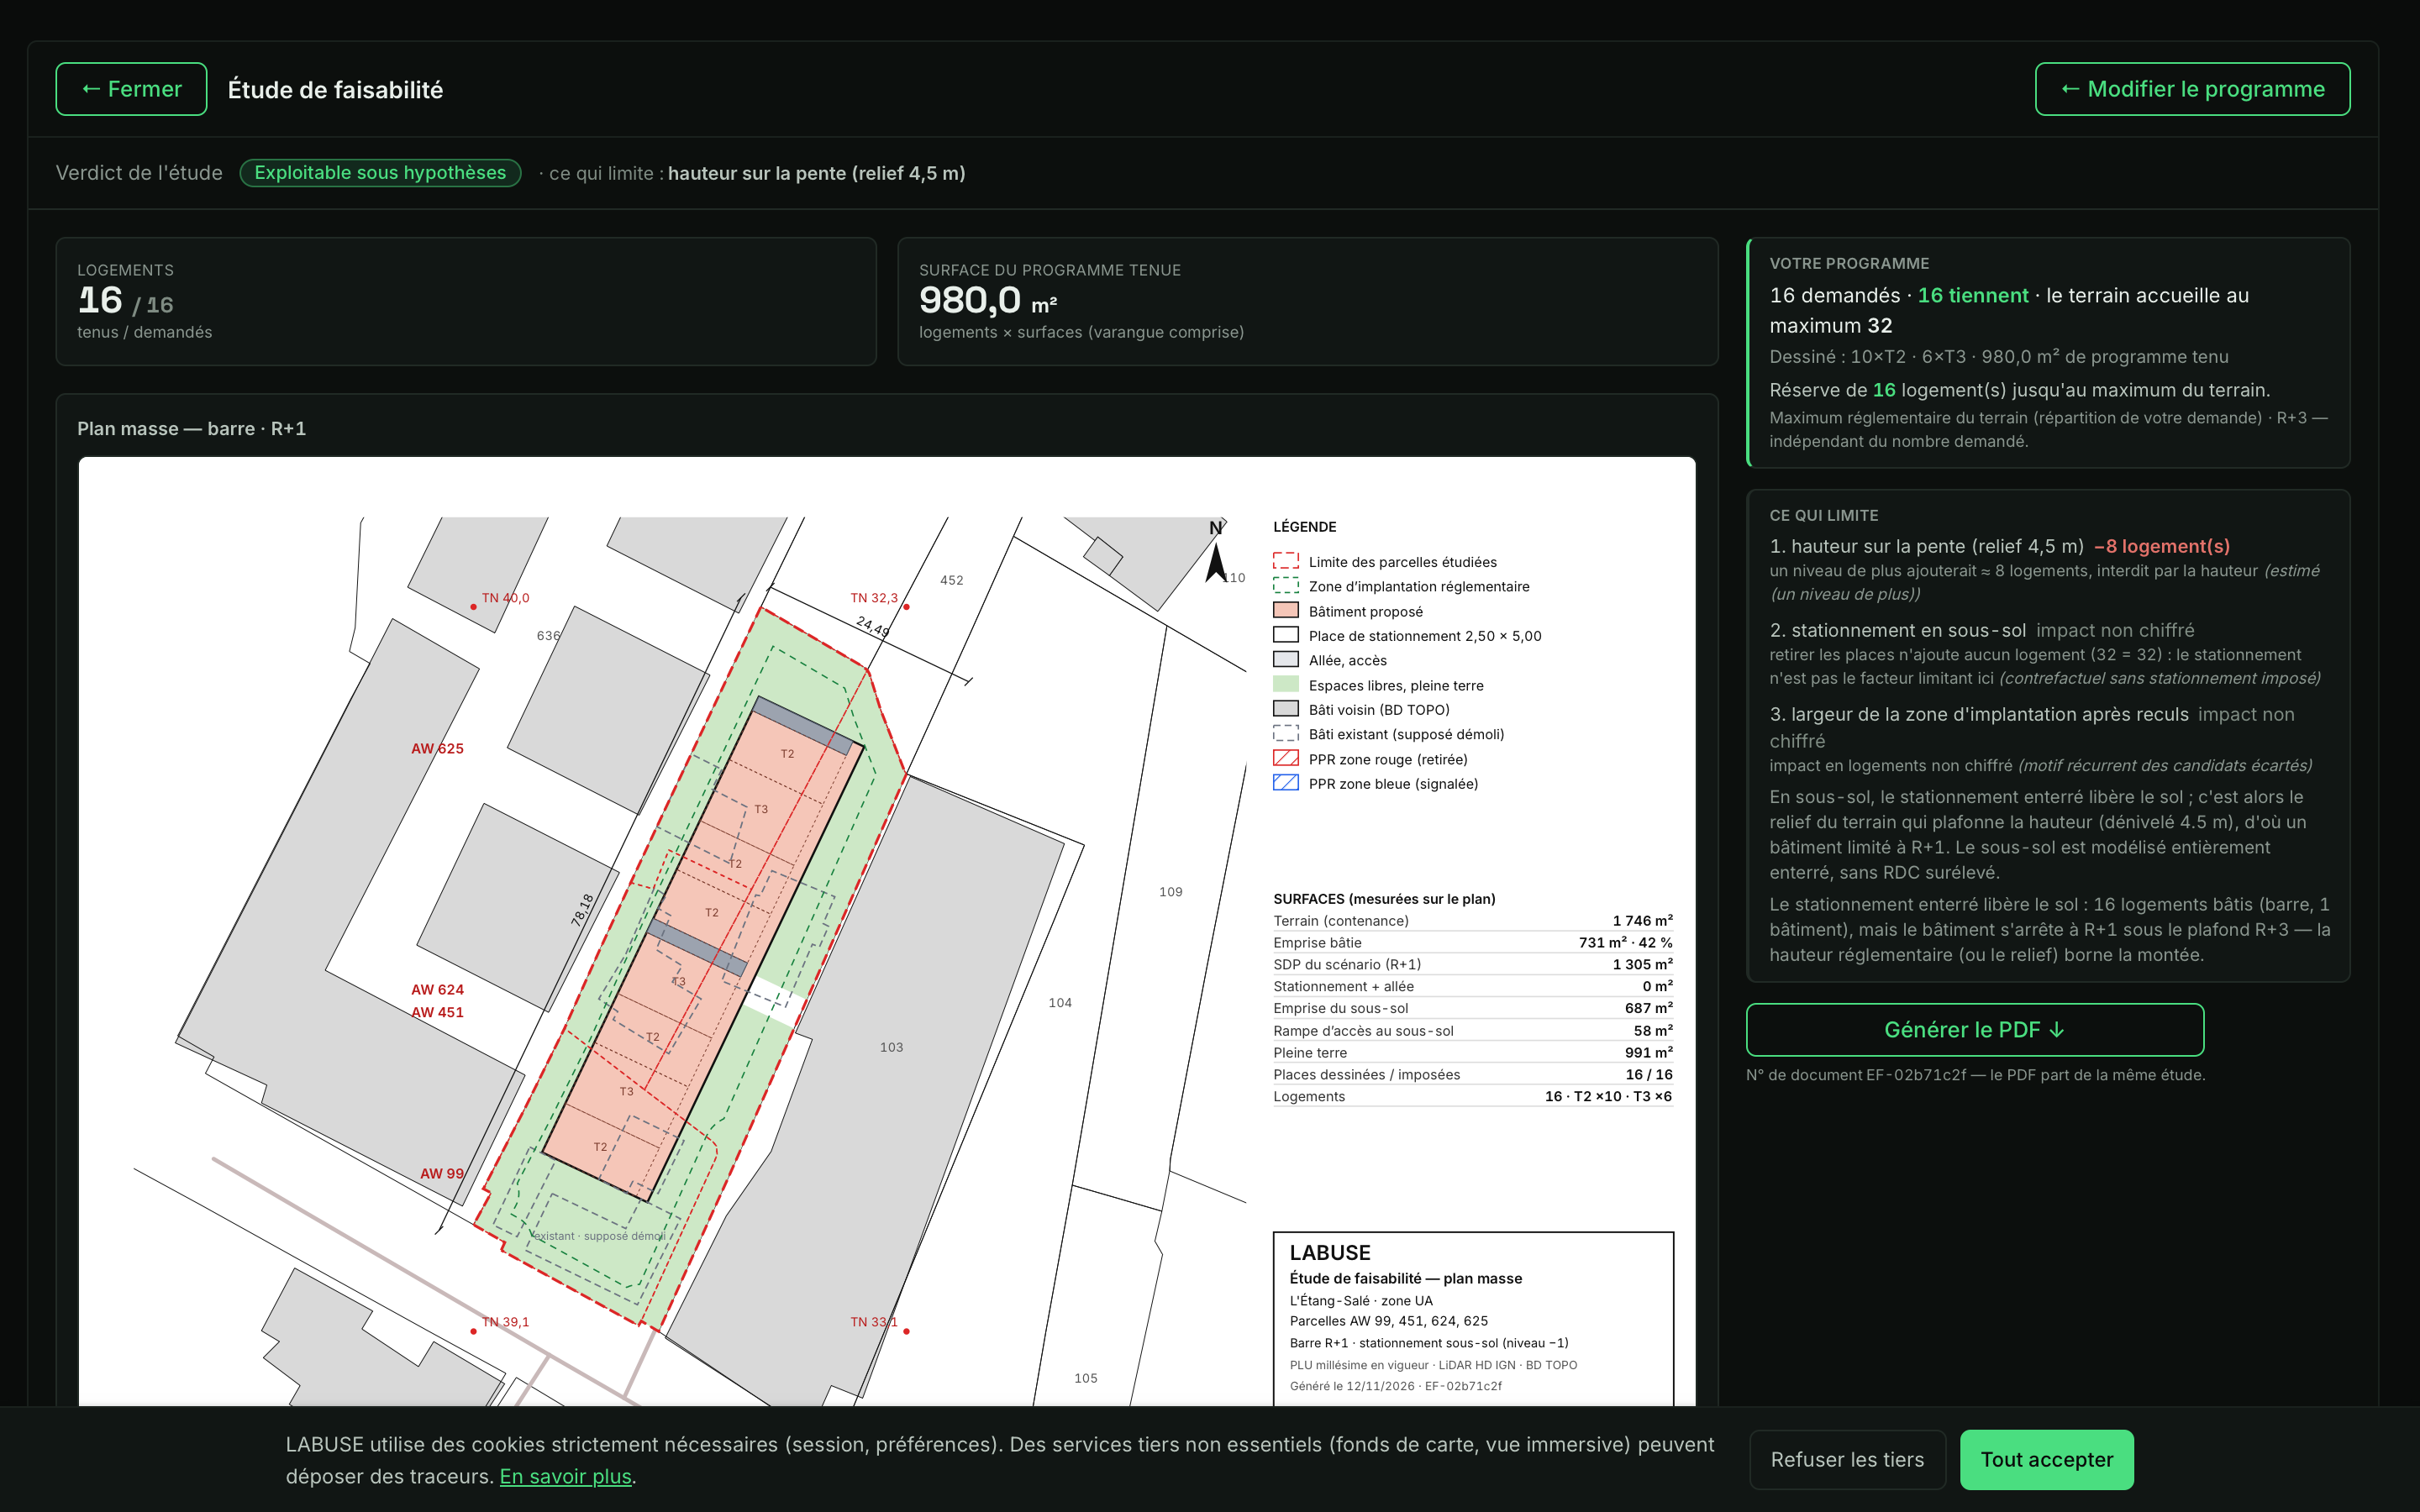 ← Fermer
Étude de faisabilité
← Modifier le programme
Verdict de l'étude
Exploitable sous hypothèses
· ce qui limite : hauteur sur la pente (relief 4,5 m)
LOGEMENTS
16 / 16
tenus / demandés
SURFACE DU PROGRAMME TENUE
980,0 m²
logements × surfaces (varangue comprise)
Plan masse — barre · R+1
N
110
452
TN 40,0
TN 32,3
24,49
636
AW 625
78,18
109
AW 624
AW 451
104
103
AW 99
T2
T3
T2
T2
T3
T2
T3
T2
existant · supposé démoli
TN 39,1
TN 33,1
105
LÉGENDE
Limite des parcelles étudiées
Zone d’implantation réglementaire
Bâtiment proposé
Place de stationnement 2,50 × 5,00
Allée, accès
Espaces libres, pleine terre
Bâti voisin (BD TOPO)
Bâti existant (supposé démoli)
PPR zone rouge (retirée)
PPR zone bleue (signalée)
SURFACES (mesurées sur le plan)
Terrain (contenance) 1 746 m²
Emprise bâtie 731 m² · 42 %
SDP du scénario (R+1) 1 305 m²
Stationnement + allée 0 m²
Emprise du sous-sol 687 m²
Rampe d’accès au sous-sol 58 m²
Pleine terre 991 m²
Places dessinées / imposées 16 / 16
Logements 16 · T2 ×10 · T3 ×6
LABUSE
Étude de faisabilité — plan masse
L'Étang-Salé · zone UA
Parcelles AW 99, 451, 624, 625
Barre R+1 · stationnement sous-sol (niveau −1)
PLU millésime en vigueur · LiDAR HD IGN · BD TOPO
Généré le 12/11/2026 · EF-02b71c2f
VOTRE PROGRAMME
16 demandés · 16 tiennent · le terrain accueille au
maximum 32
Dessiné : 10×T2 · 6×T3 · 980,0 m² de programme tenu
Réserve de 16 logement(s) jusqu'au maximum du terrain.
Maximum réglementaire du terrain (répartition de votre demande) · R+3 —
indépendant du nombre demandé.
CE QUI LIMITE
1. hauteur sur la pente (relief 4,5 m) −8 logement(s)
un niveau de plus ajouterait ≈ 8 logements, interdit par la hauteur (estimé
(un niveau de plus))
2. stationnement en sous-sol impact non chiffré
retirer les places n'ajoute aucun logement (32 = 32) : le stationnement
n'est pas le facteur limitant ici (contrefactuel sans stationnement imposé)
3. largeur de la zone d'implantation après reculs impact non
chiffré
impact en logements non chiffré (motif récurrent des candidats écartés)
En sous-sol, le stationnement enterré libère le sol ; c'est alors le
relief du terrain qui plafonne la hauteur (dénivelé 4.5 m), d'où un
bâtiment limité à R+1. Le sous-sol est modélisé entièrement
enterré, sans RDC surélevé.
Le stationnement enterré libère le sol : 16 logements bâtis (barre, 1
bâtiment), mais le bâtiment s'arrête à R+1 sous le plafond R+3 — la
hauteur réglementaire (ou le relief) borne la montée.
Générer le PDF ↓
N° de document EF-02b71c2f — le PDF part de la même étude.
LABUSE utilise des cookies strictement nécessaires (session, préférences). Des services tiers non essentiels (fonds de carte, vue immersive) peuvent
déposer des traceurs. En savoir plus.
Refuser les tiers
Tout accepter